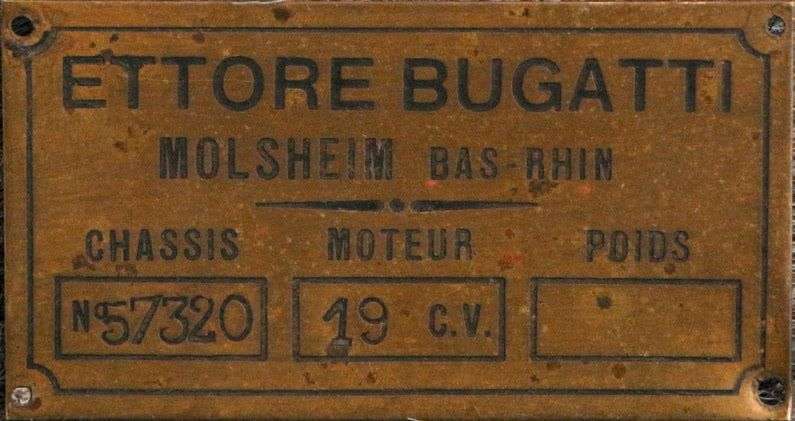 ETTORE BUGATTI
MOLSHEIM BAS-RHIN
CHASSIS MOTEUR POIDS
No 57320 19 C.V.